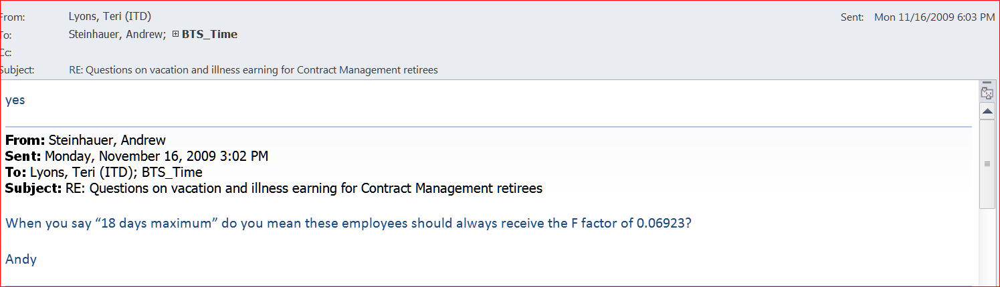 From: Lyons, Teri (ITD) Sent: Mon 11/16/2009 6:03 PM
To: Steinhauer, Andrew; BTS_Time
Cc:
Subject: RE: Questions on vacation and illness earning for Contract Management retirees
yes
From: Steinhauer, Andrew
Sent: Monday, November 16, 2009 3:02 PM
To: Lyons, Teri (ITD); BTS_Time
Subject: RE: Questions on vacation and illness earning for Contract Management retirees
When you say “18 days maximum” do you mean these employees should always receive the F factor of 0.06923?
Andy